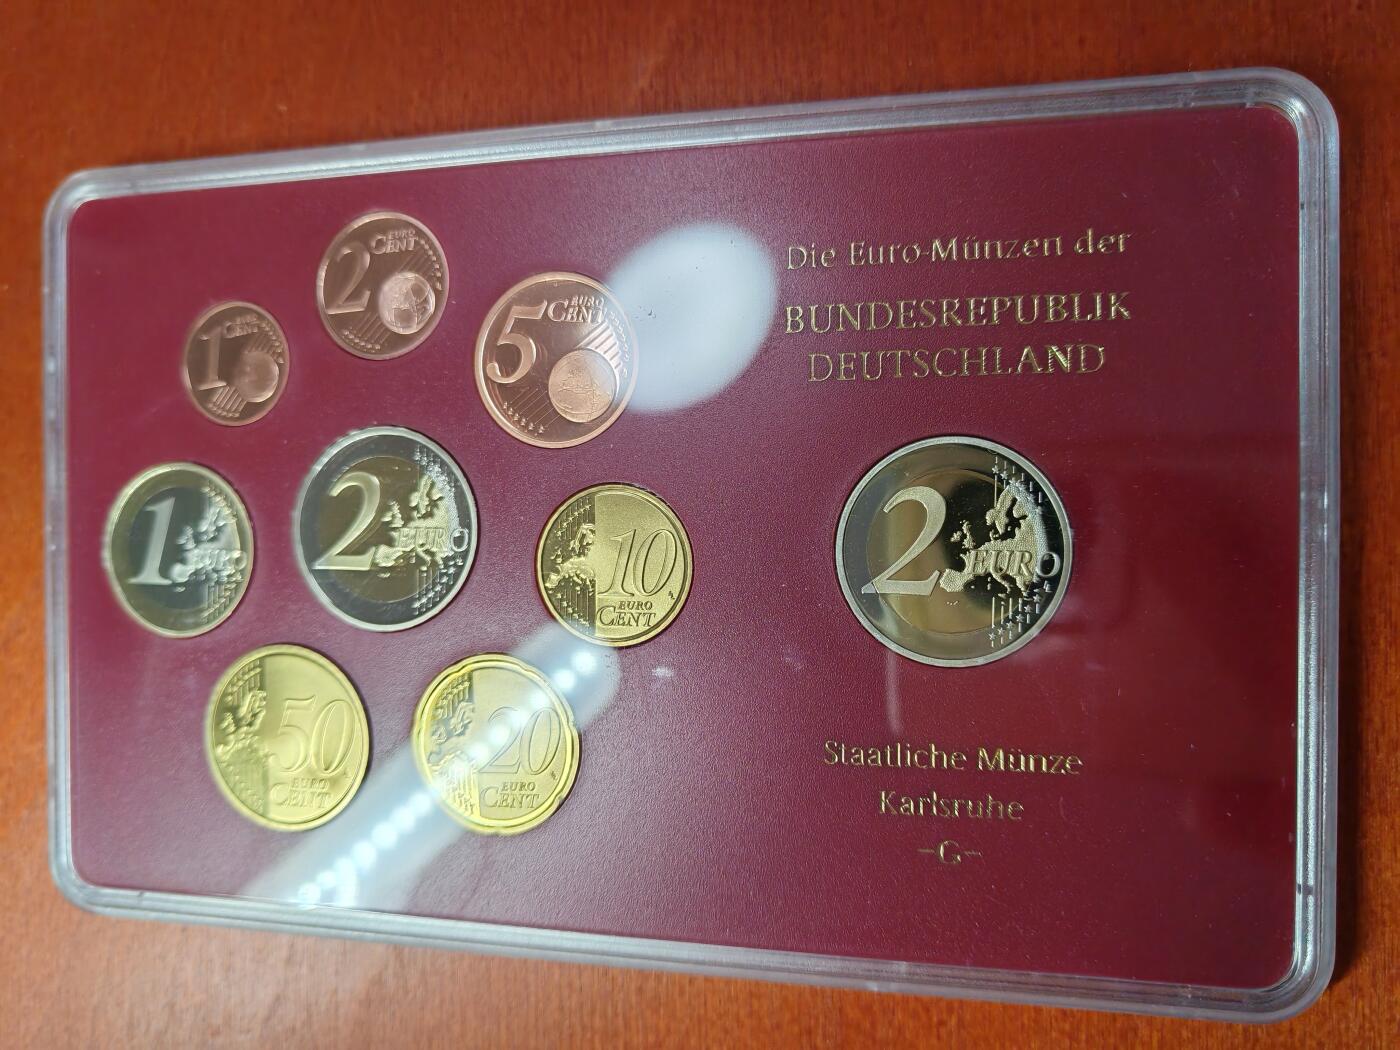 Die Euro-Münzen der
BUNDESREPUBLIK
DEUTSCHLAND
2 EURO
CENT
1 EURO
CENT
5 EURO
CENT
1 EURO
2 EURO
10
EURO
CENT
2 EURO
50
EURO
CENT
20
EURO
CENT
Staatliche Münze
Karlsruhe
-G-